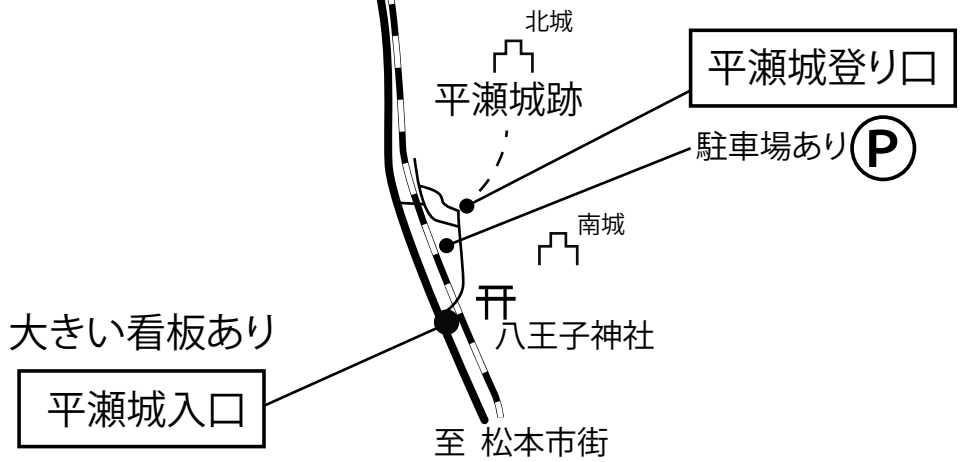 北城
平瀬城登り口
平瀬城跡
駐車場あり P
南城
大きい看板あり
八王子神社
平瀬城入口
至 松本市街